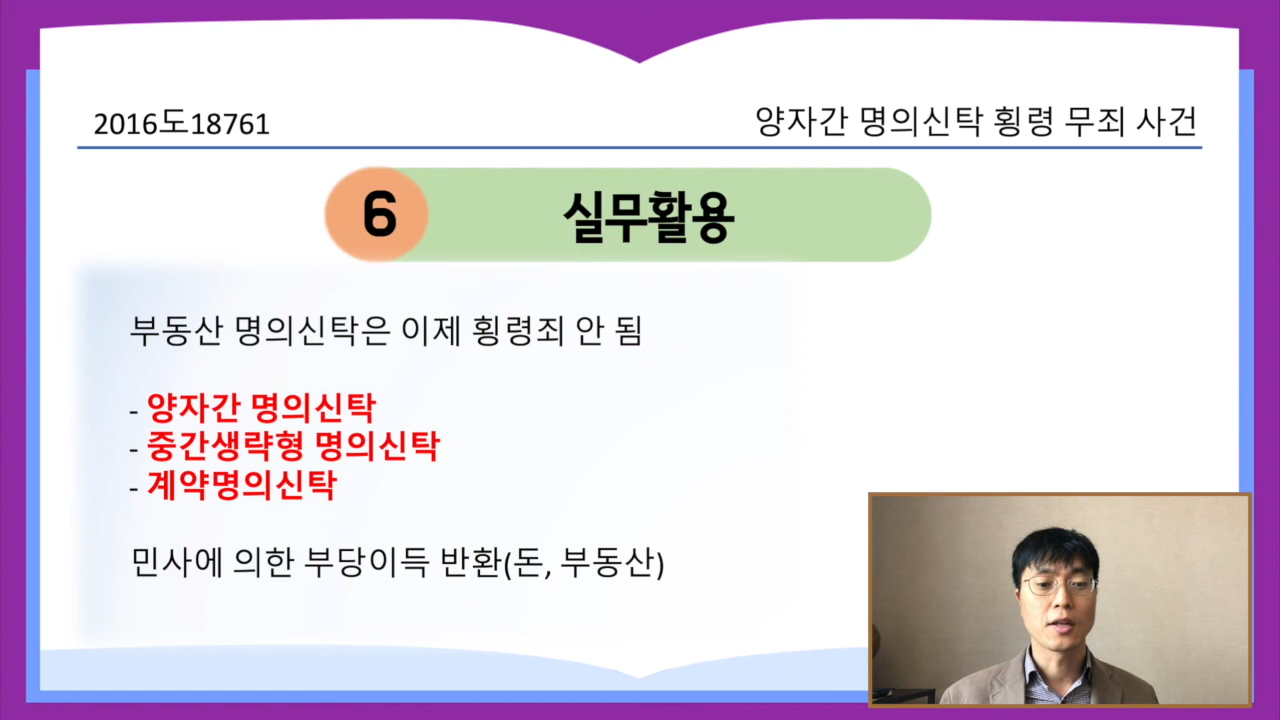 2016도18761
양자간 명의신탁 횡령 무죄 사건
6
실무활용
부동산 명의신탁은 이제 횡령죄 안 됨
- 양자간 명의신탁
- 중간생략형 명의신탁
- 계약명의신탁
민사에 의한 부당이득 반환(돈, 부동산)